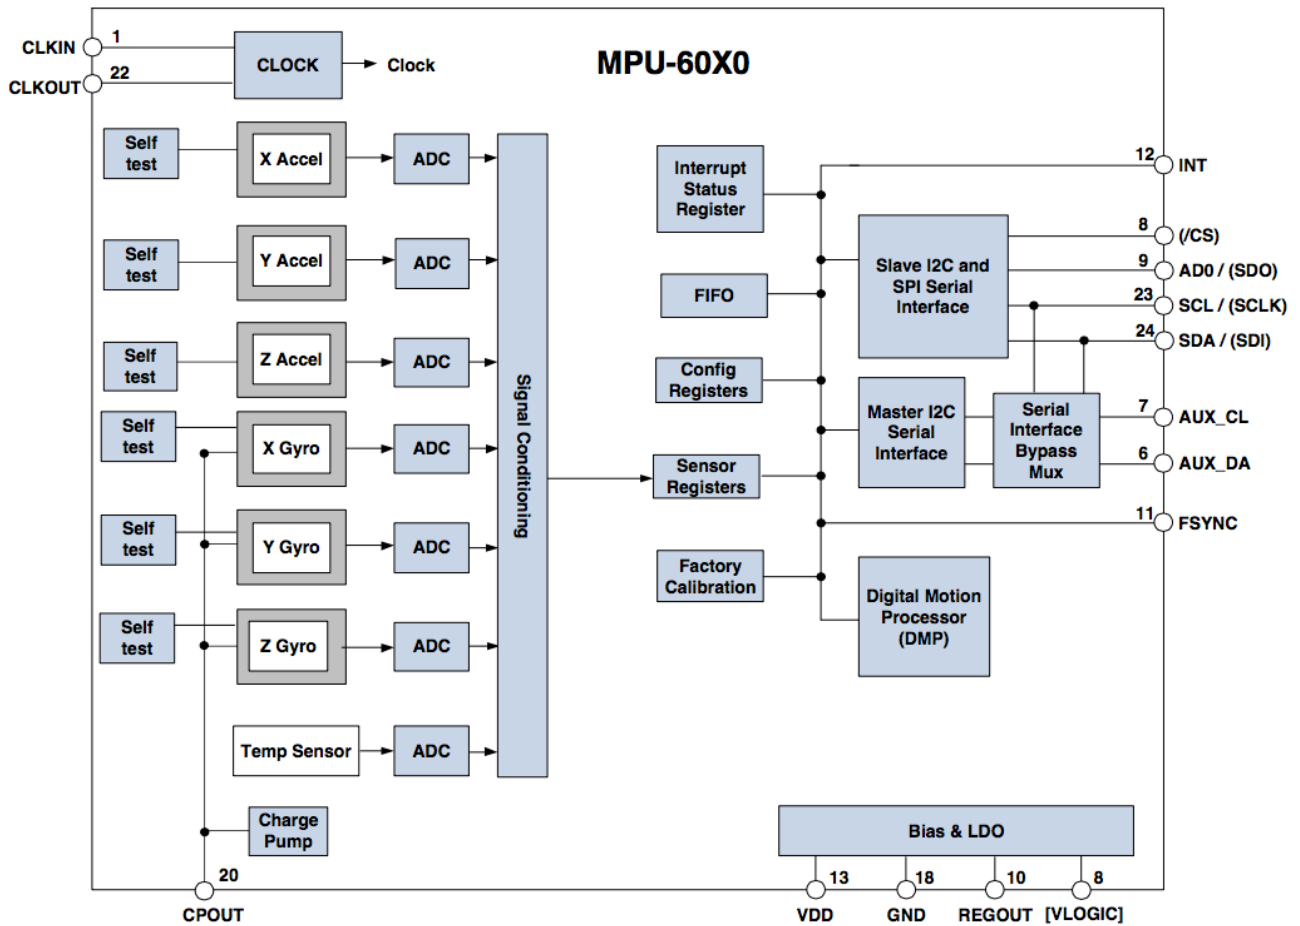 MPU-60X0
CLKIN
1
CLKOUT
22
CLOCK
Clock
Self
test
X Accel
ADC
Self
test
Y Accel
ADC
Self
test
Z Accel
ADC
Self
test
X Gyro
ADC
Self
test
Y Gyro
ADC
Self
test
Z Gyro
ADC
Temp Sensor
ADC
Charge
Pump
20
CPOUT
Signal Conditioning
Interrupt
Status
Register
FIFO
Config
Registers
Sensor
Registers
Factory
Calibration
Slave I2C and
SPI Serial
Interface
Master I2C
Serial
Interface
Serial
Interface
Bypass
Mux
Digital Motion
Processor
(DMP)
12
INT
8
(/CS)
9
AD0 / (SDO)
23
SCL / (SCLK)
24
SDA / (SDI)
7
AUX_CL
6
AUX_DA
11
FSYNC
Bias & LDO
13
VDD
18
GND
10
REGOUT
8
[VLOGIC]